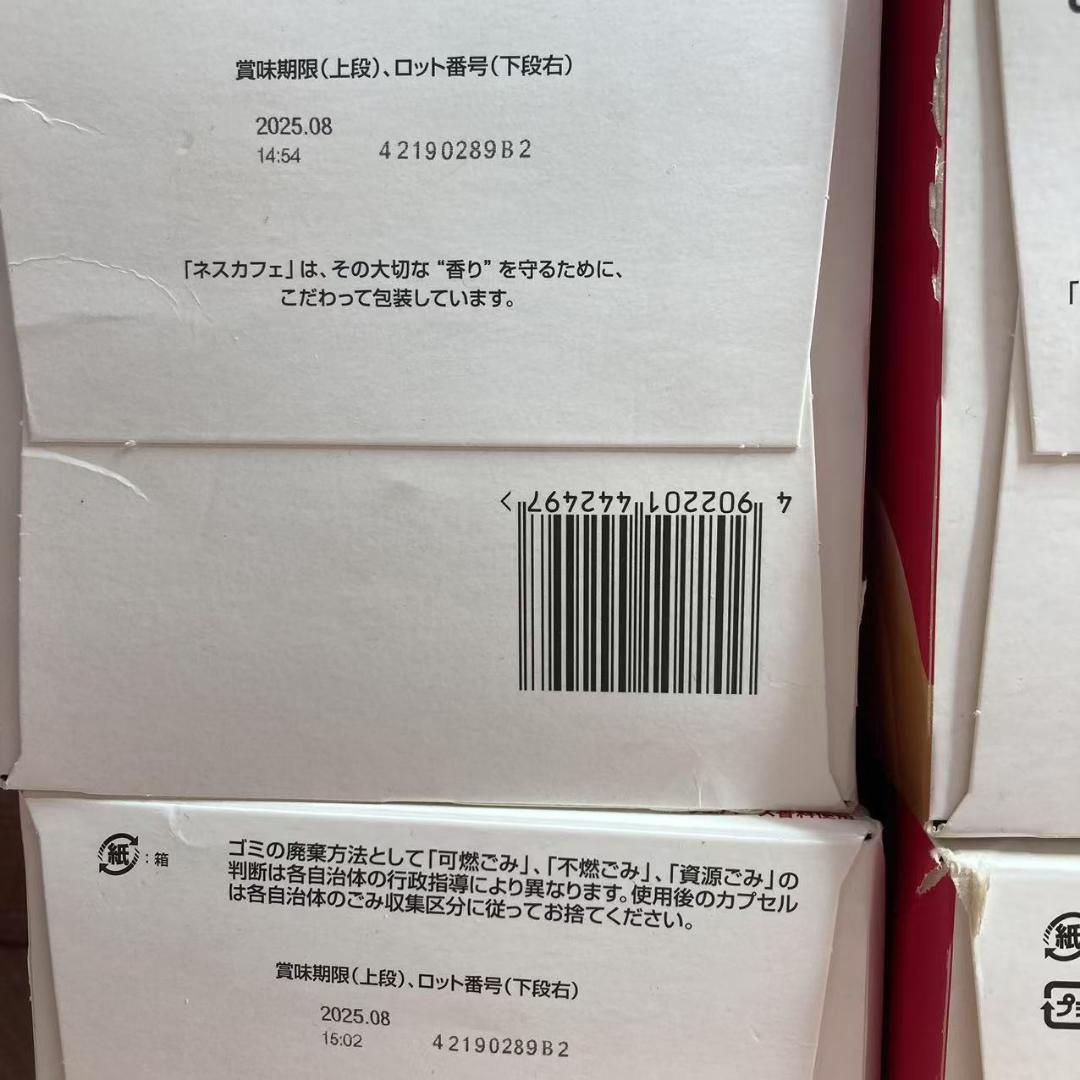 賞味期限(上段)、ロット番号(下段右)
2025.08
14:54 42190289B2
「ネスカフェ」は、その大切な “香り” を守るために、
こだわって包装しています。
4 902201 442497 >
紙 : 箱
ゴミの廃棄方法として「可燃ごみ」、「不燃ごみ」、「資源ごみ」の
判断は各自治体の行政指導により異なります。使用後のカプセル
は各自治体のごみ収集区分に従ってお捨てください。
賞味期限(上段)、ロット番号(下段右)
2025.08
15:02 42190289B2
「
紙
プ